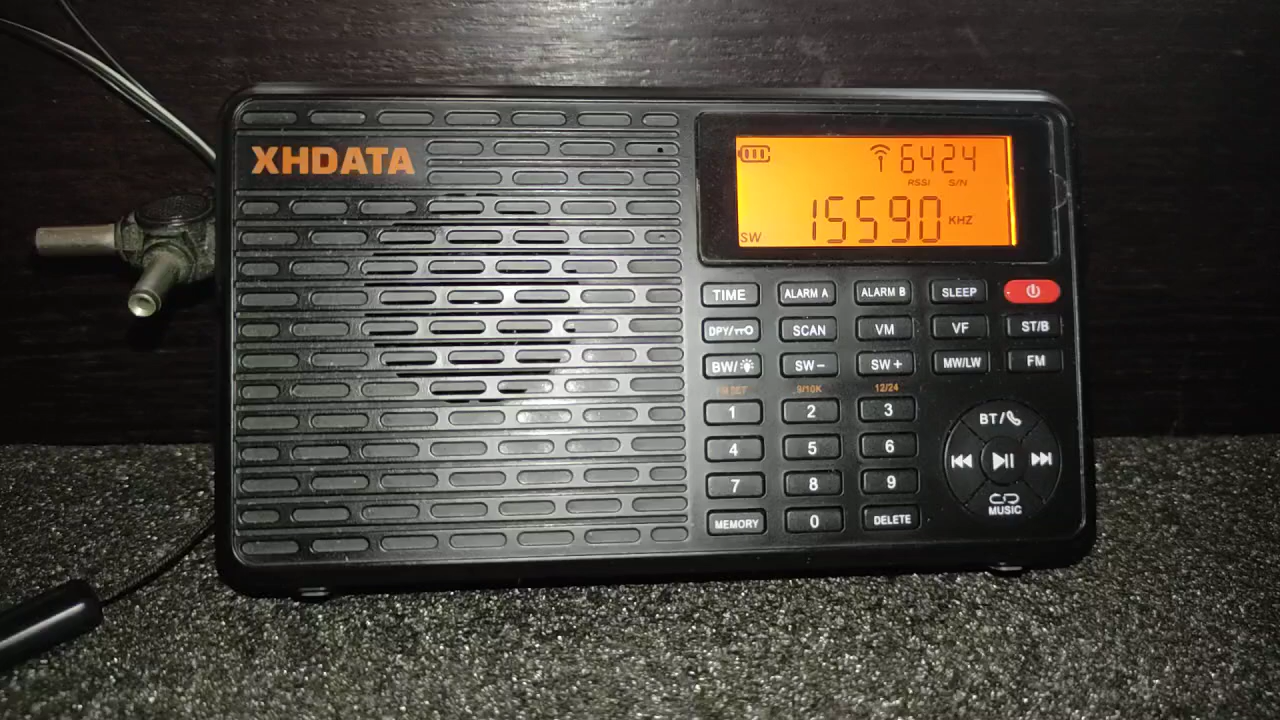 XHDATA
6424
RSSI S/N
15590 KHZ
SW
TIME ALARM A ALARM B SLEEP
DPY/ SCAN VM VF ST/B
BW/ SW− SW+ MW/LW FM
9/10K 12/24
1 2 3
BT/
4 5 6
7 8 9
MUSIC
MEMORY 0 DELETE